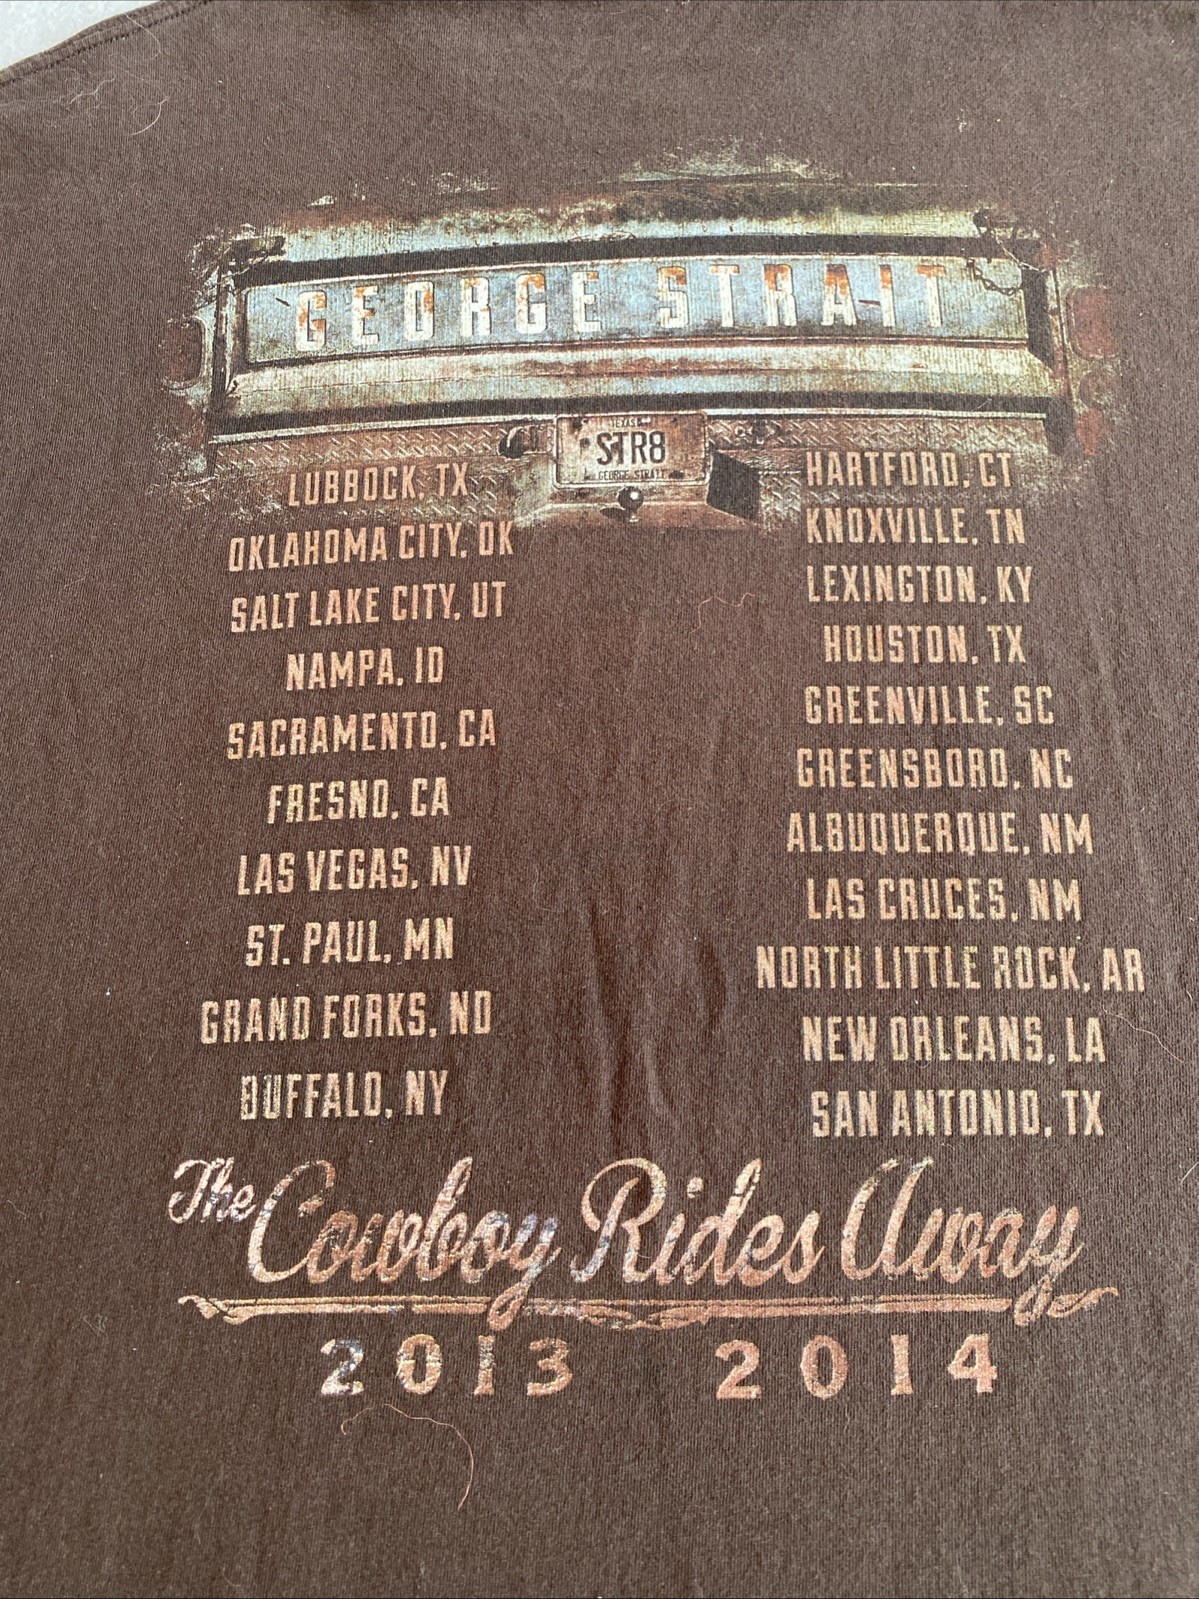 GEORGE STRAIT
TEXAS
STR8
GEORGE STRAIT
LUBBOCK, TX
OKLAHOMA CITY, OK
SALT LAKE CITY, UT
NAMPA, ID
SACRAMENTO, CA
FRESNO, CA
LAS VEGAS, NV
ST. PAUL, MN
GRAND FORKS, ND
BUFFALO, NY
HARTFORD, CT
KNOXVILLE, TN
LEXINGTON, KY
HOUSTON, TX
GREENVILLE, SC
GREENSBORO, NC
ALBUQUERQUE, NM
LAS CRUCES, NM
NORTH LITTLE ROCK, AR
NEW ORLEANS, LA
SAN ANTONIO, TX
The Cowboy Rides Away
2013 2014